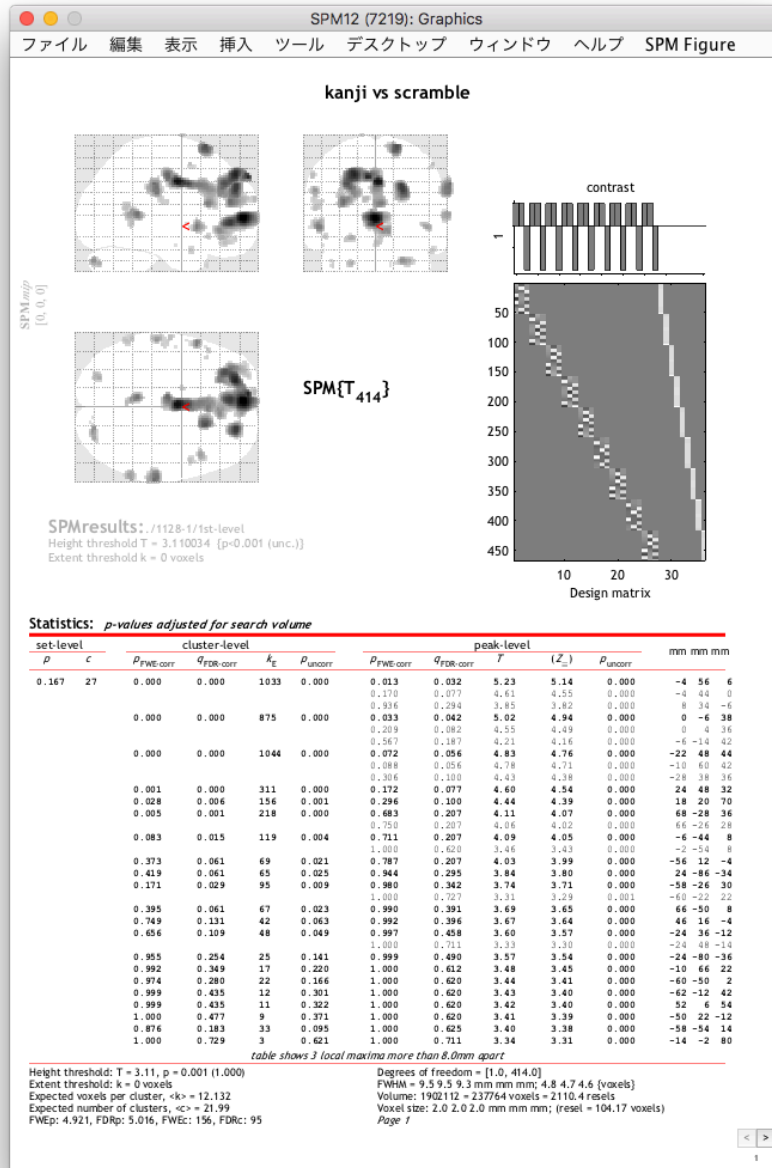 SPM12 (7219): Graphics
ファイル 編集 表示 挿入 ツール デスクトップ ウィンドウ ヘルプ SPM Figure
kanji vs scramble
<
<
<
SPMmip
[0, 0, 0]
SPM{T414}
SPMresults:./1128-1/1st-level
Height threshold T = 3.110034 {p<0.001 (unc.)}
Extent threshold k = 0 voxels
contrast
1
50
100
150
200
250
300
350
400
450
10 20 30
Design matrix
Statistics: p-values adjusted for search volume
set-level cluster-level peak-level mm mm mm
p c pFWE-corr qFDR-corr kE puncorr pFWE-corr qFDR-corr T (Z≡) puncorr
0.167 27 0.000 0.000 1033 0.000 0.013 0.032 5.23 5.14 0.000 -4 56 6
0.170 0.077 4.61 4.55 0.000 -4 44 0
0.936 0.294 3.85 3.82 0.000 8 34 -6
0.000 0.000 875 0.000 0.033 0.042 5.02 4.94 0.000 0 -6 38
0.209 0.082 4.55 4.49 0.000 0 4 36
0.567 0.187 4.21 4.16 0.000 -6 -14 42
0.000 0.000 1044 0.000 0.072 0.056 4.83 4.76 0.000 -22 48 44
0.088 0.056 4.78 4.71 0.000 -10 60 42
0.306 0.100 4.43 4.38 0.000 -28 38 36
0.001 0.000 311 0.000 0.172 0.077 4.60 4.54 0.000 24 48 32
0.028 0.006 156 0.001 0.296 0.100 4.44 4.39 0.000 18 20 70
0.005 0.001 218 0.000 0.683 0.207 4.11 4.07 0.000 68 -28 36
0.750 0.207 4.06 4.02 0.000 66 -26 28
0.083 0.015 119 0.004 0.711 0.207 4.09 4.05 0.000 -6 -44 8
1.000 0.620 3.46 3.43 0.000 -2 -54 8
0.373 0.061 69 0.021 0.787 0.207 4.03 3.99 0.000 -56 12 -4
0.419 0.061 65 0.025 0.944 0.295 3.84 3.80 0.000 24 -86 -34
0.171 0.029 95 0.009 0.980 0.342 3.74 3.71 0.000 -58 -26 30
1.000 0.727 3.31 3.29 0.001 -60 -22 22
0.395 0.061 67 0.023 0.990 0.391 3.69 3.65 0.000 66 -50 8
0.749 0.131 42 0.063 0.992 0.396 3.67 3.64 0.000 46 16 -4
0.656 0.109 48 0.049 0.997 0.458 3.60 3.57 0.000 -24 36 -12
1.000 0.711 3.33 3.30 0.000 -24 48 -14
0.955 0.254 25 0.141 0.999 0.490 3.57 3.54 0.000 -24 -80 -36
0.992 0.349 17 0.220 1.000 0.612 3.48 3.45 0.000 -10 66 22
0.974 0.280 22 0.166 1.000 0.620 3.44 3.41 0.000 -60 -50 2
0.999 0.435 12 0.301 1.000 0.620 3.43 3.40 0.000 -62 -12 42
0.999 0.435 11 0.322 1.000 0.620 3.42 3.40 0.000 52 6 54
1.000 0.477 9 0.371 1.000 0.620 3.41 3.39 0.000 -50 22 -12
0.876 0.183 33 0.095 1.000 0.625 3.40 3.38 0.000 -58 -54 14
1.000 0.729 3 0.621 1.000 0.711 3.34 3.31 0.000 -14 -2 80
table shows 3 local maxima more than 8.0mm apart
Height threshold: T = 3.11, p = 0.001 (1.000)
Extent threshold: k = 0 voxels
Expected voxels per cluster, <k> = 12.132
Expected number of clusters, <c> = 21.99
FWEp: 4.921, FDRp: 5.016, FWEc: 156, FDRc: 95
Degrees of freedom = [1.0, 414.0]
FWHM = 9.5 9.5 9.3 mm mm mm; 4.8 4.7 4.6 {voxels}
Volume: 1902112 = 237764 voxels = 2110.4 resels
Voxel size: 2.0 2.0 2.0 mm mm mm; (resel = 104.17 voxels)
Page 1
< >
1